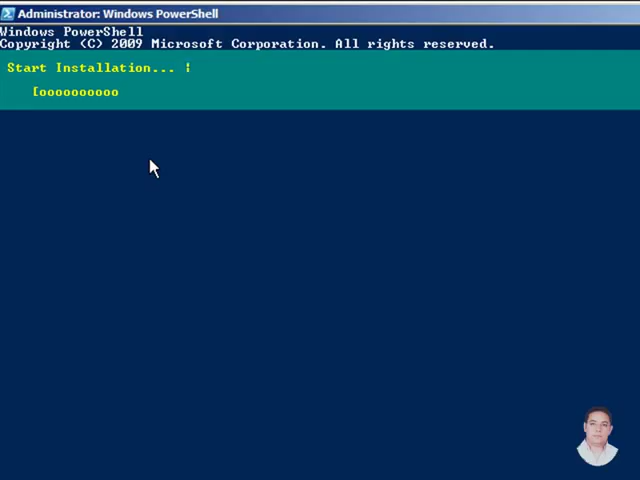 Administrator: Windows PowerShell
Windows PowerShell
Copyright (C) 2009 Microsoft Corporation. All rights reserved.
Start Installation... ¦
[oooooooooo